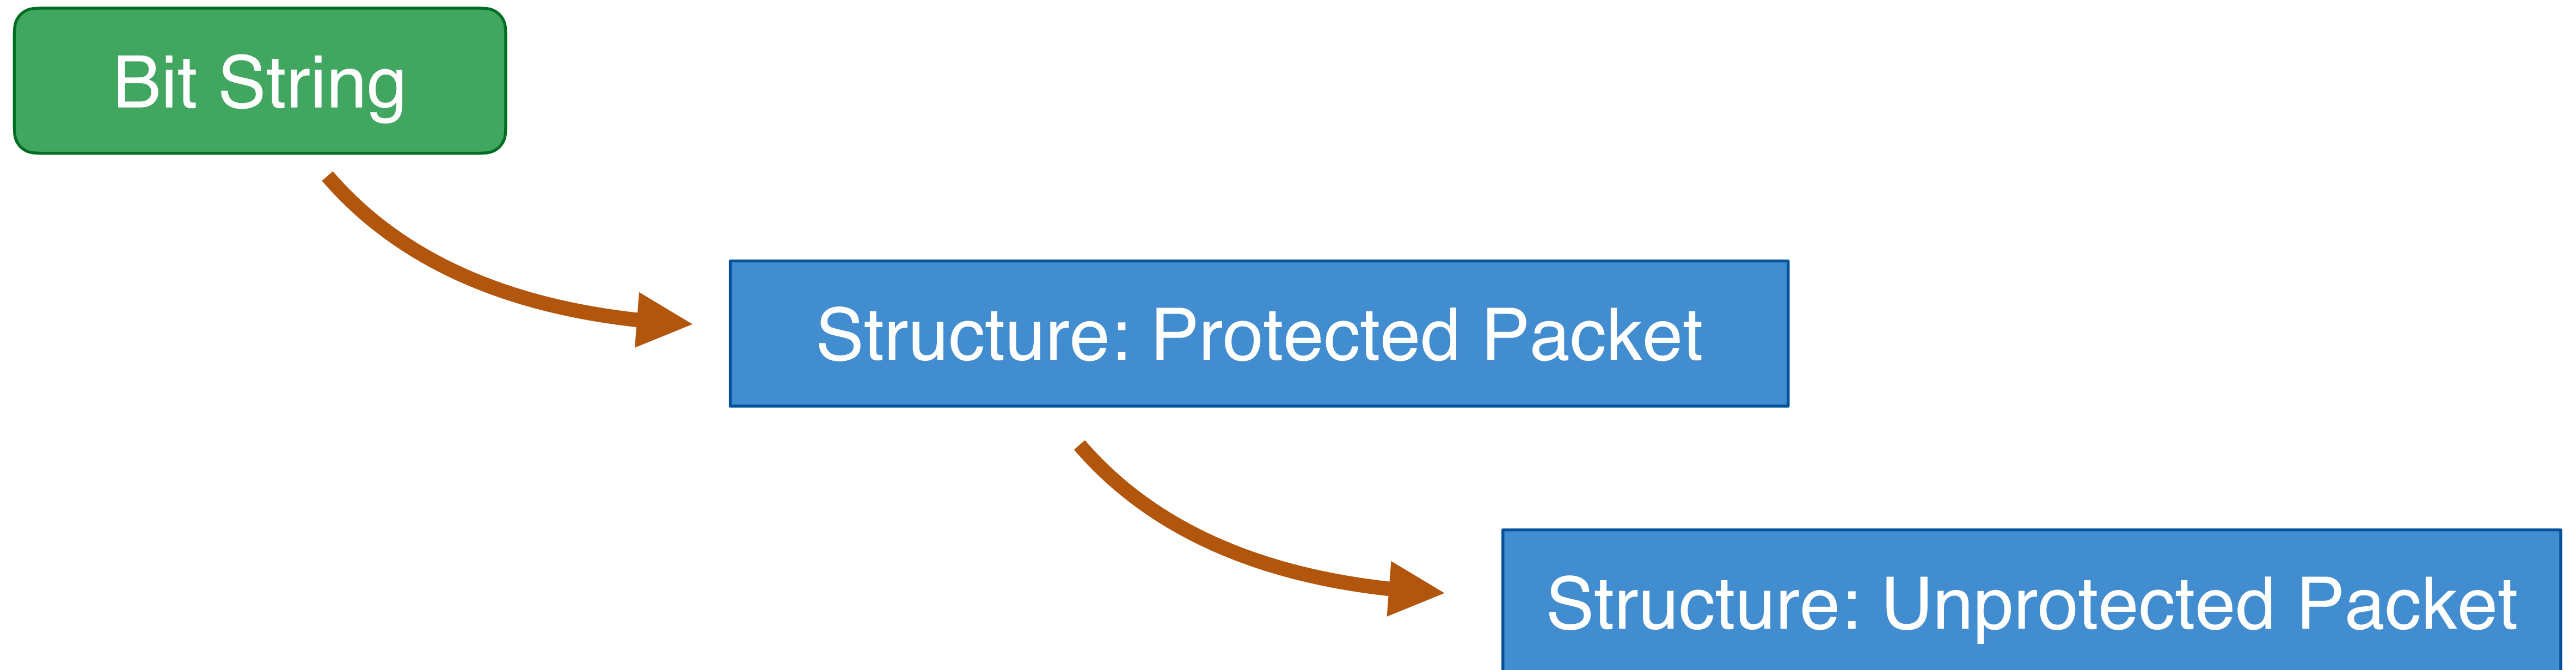 Bit String
Structure: Protected Packet
Structure: Unprotected Packet